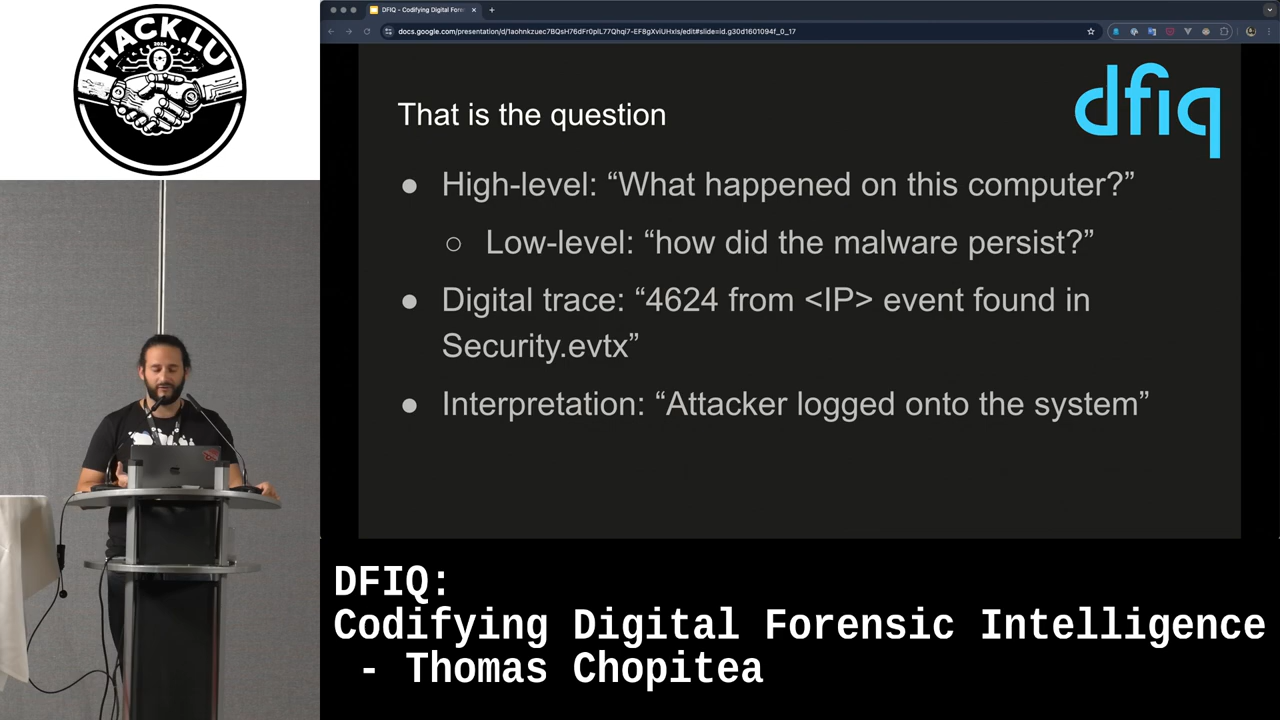 HACK.LU
2024
DFIQ - Codifying Digital Foren
docs.google.com/presentation/d/1aohnkzuec7BQsH76dFr0plL77Qhqi7-EF8gXviUHxIs/edit#slide=id.g30d1601094f_0_17
dfiq
That is the question
● High-level: “What happened on this computer?”
○ Low-level: “how did the malware persist?”
● Digital trace: “4624 from <IP> event found in
Security.evtx”
● Interpretation: “Attacker logged onto the system”
DFIQ:
Codifying Digital Forensic Intelligence
- Thomas Chopitea